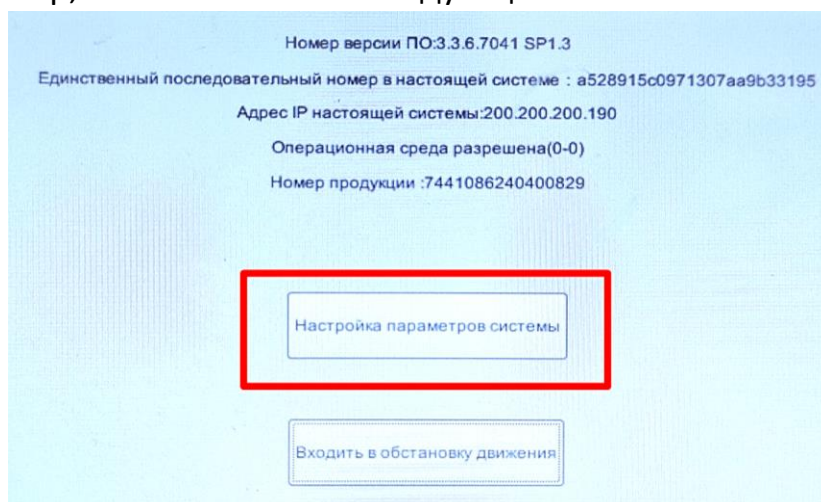 Номер версии ПО:3.3.6.7041 SP1.3
Единственный последовательный номер в настоящей системе : a528915c0971307aa9b33195
Адрес IP настоящей системы:200.200.200.190
Операционная среда разрешена(0-0)
Номер продукции :7441086240400829
Настройка параметров системы
Входить в обстановку движения